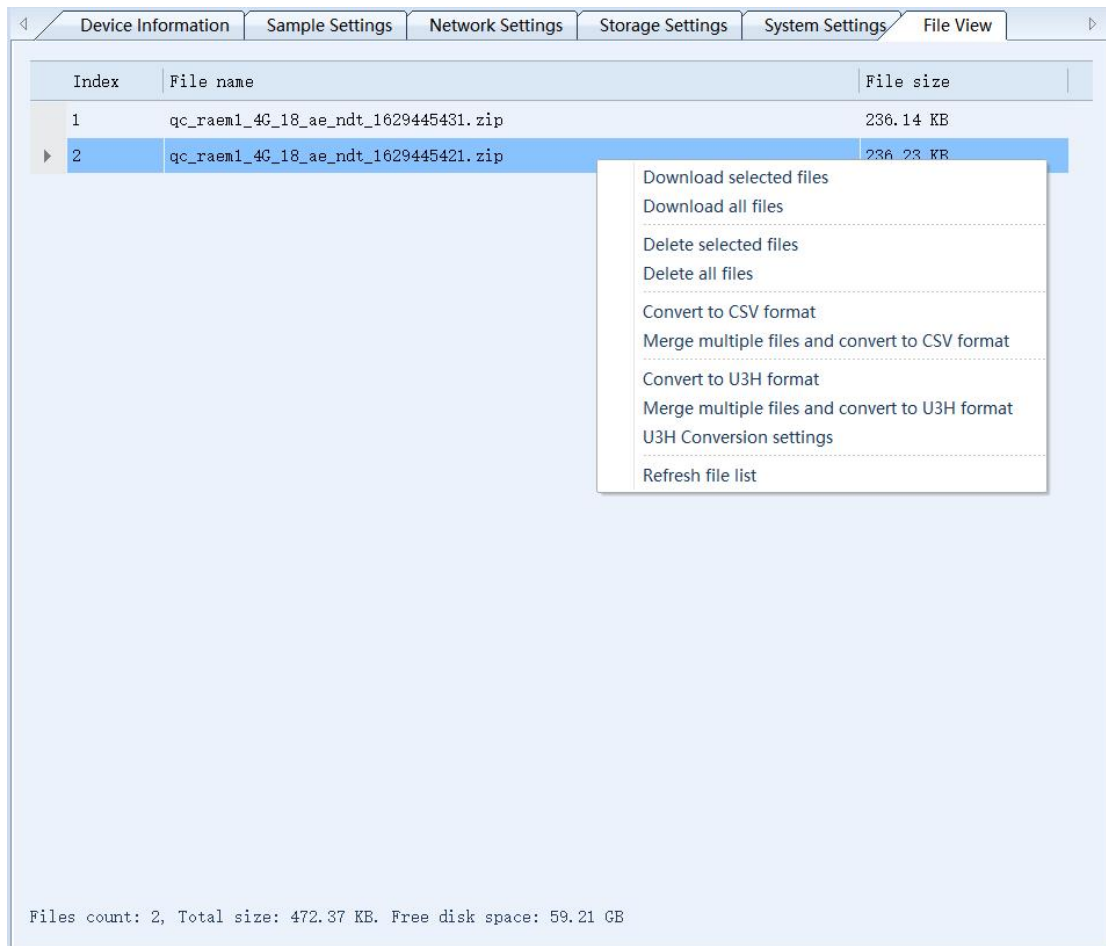 Device Information Sample Settings Network Settings Storage Settings System Settings File View
Index File name File size
1 qc_raem1_4G_18_ae_ndt_1629445431.zip 236.14 KB
2 qc_raem1_4G_18_ae_ndt_1629445421.zip 236.23 KB
Download selected files
Download all files
Delete selected files
Delete all files
Convert to CSV format
Merge multiple files and convert to CSV format
Convert to U3H format
Merge multiple files and convert to U3H format
U3H Conversion settings
Refresh file list
Files count: 2, Total size: 472.37 KB. Free disk space: 59.21 GB